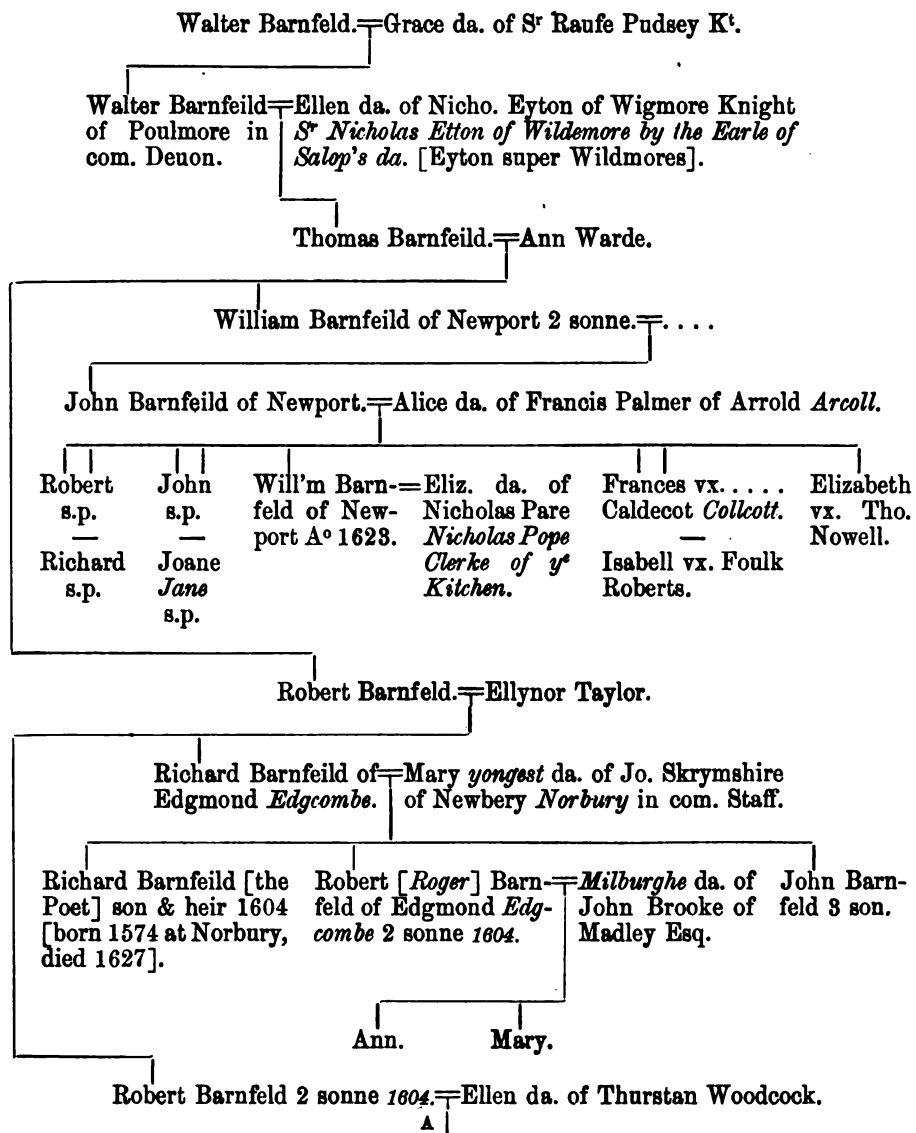 Walter Barnfeld.=Grace da. of Sʳ Raufe Pudsey Kᵗ.
Walter Barnfeild=Ellen da. of Nicho. Eyton of Wigmore Knight
of Poulmore in Sʳ Nicholas Etton of Wildemore by the Earle of
com. Deuon. Salop's da. [Eyton super Wildmores].
Thomas Barnfeild.=Ann Warde.
William Barnfeild of Newport 2 sonne.=. . . .
John Barnfeild of Newport.=Alice da. of Francis Palmer of Arrold Arcoll.
Robert
s.p.
—
Richard
s.p.
John
s.p.
—
Joane
Jane
s.p.
Will'm Barn-
feld of New-
port Aº 1623.
=Eliz. da. of
Nicholas Pare
Nicholas Pope
Clerke of yᵉ
Kitchen.
Frances vx. . . . . .
Caldecot Collcott.
—
Isabell vx. Foulk
Roberts.
Elizabeth
vx. Tho.
Nowell.
Robert Barnfeld.=Ellynor Taylor.
Richard Barnfeild of=Mary yongest da. of Jo. Skrymshire
Edgmond Edgcombe. of Newbery Norbury in com. Staff.
Richard Barnfeild [the
Poet] son & heir 1604
[born 1574 at Norbury,
died 1627].
Robert [Roger] Barn-
feld of Edgmond Edg-
combe 2 sonne 1604.
=Milburghe da. of
John Brooke of
Madley Esq.
John Barn-
feld 3 son.
Ann. Mary.
Robert Barnfeld 2 sonne 1604.=Ellen da. of Thurstan Woodcock.
A